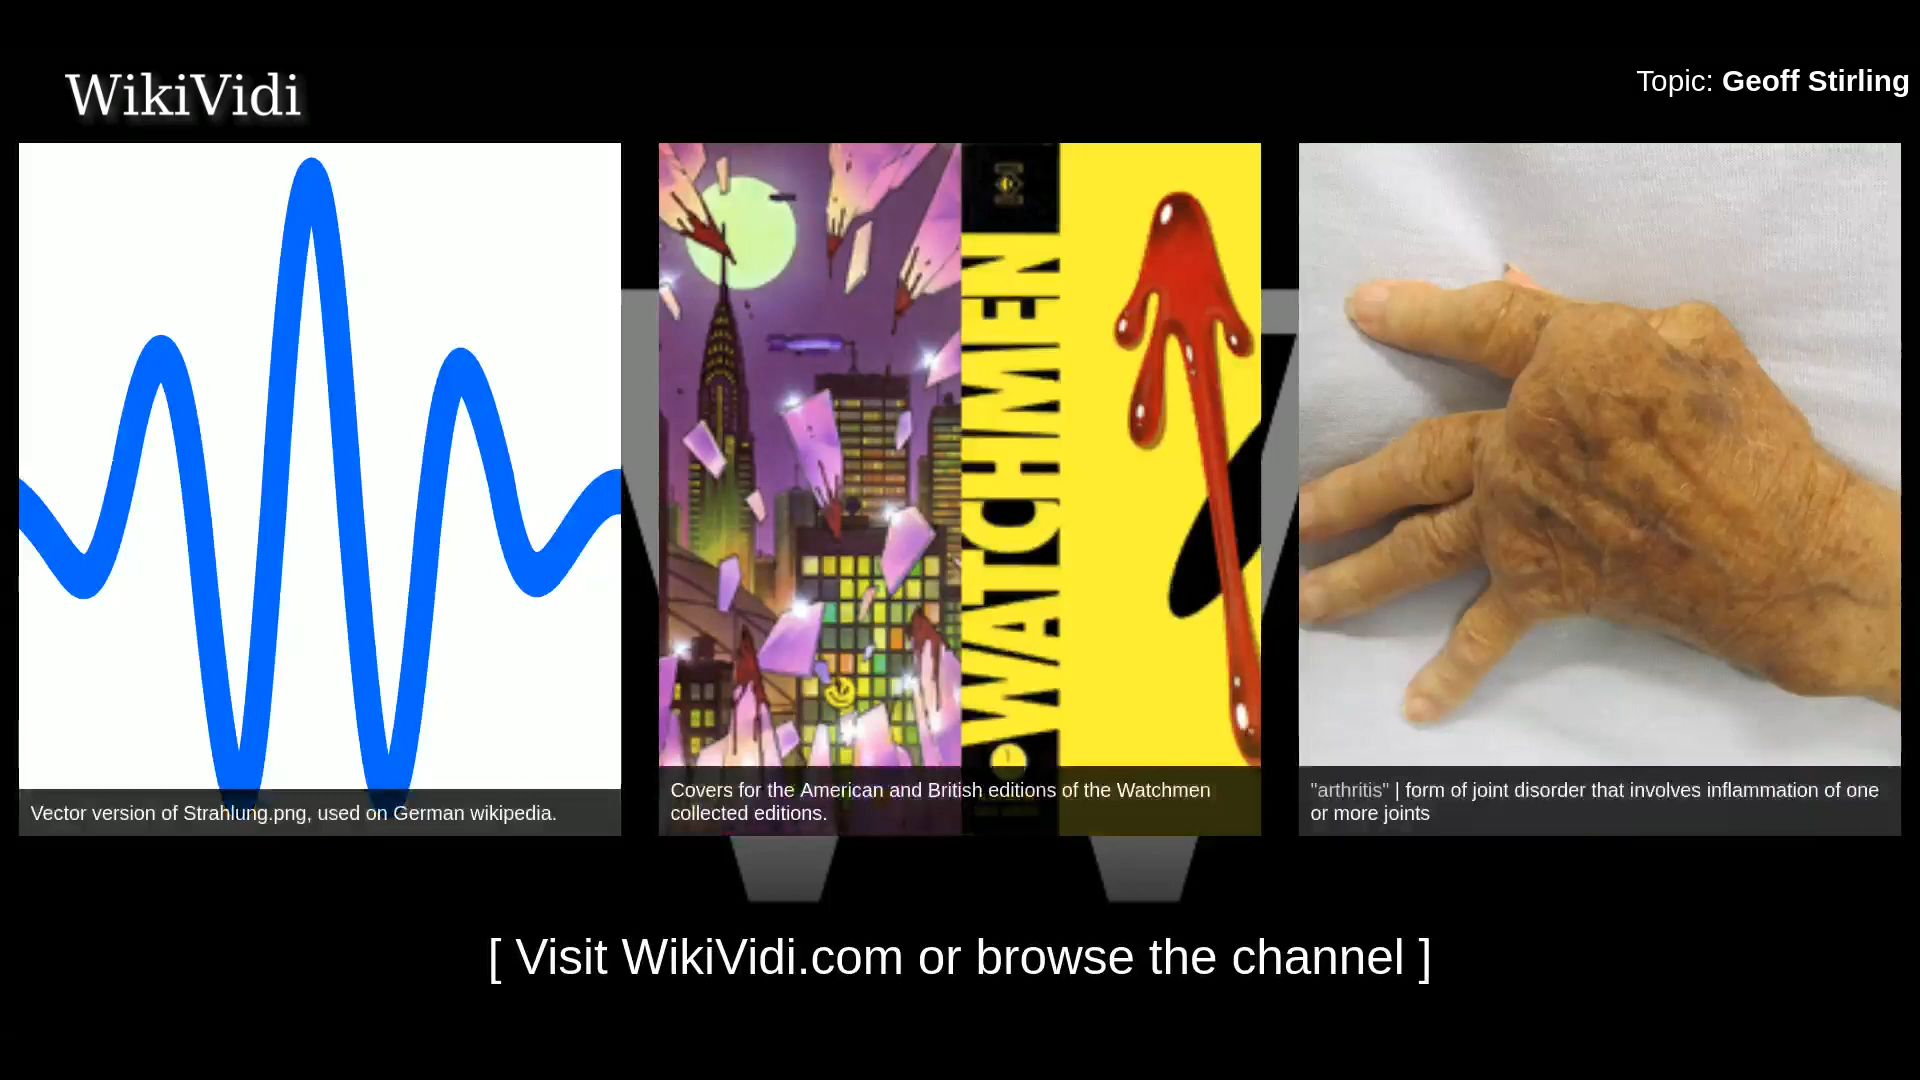 WikiVidi
Topic: Geoff Stirling
WATCHMEN
Vector version of Strahlung.png, used on German wikipedia.
Covers for the American and British editions of the Watchmen
collected editions.
"arthritis" | form of joint disorder that involves inflammation of one
or more joints
[ Visit WikiVidi.com or browse the channel ]